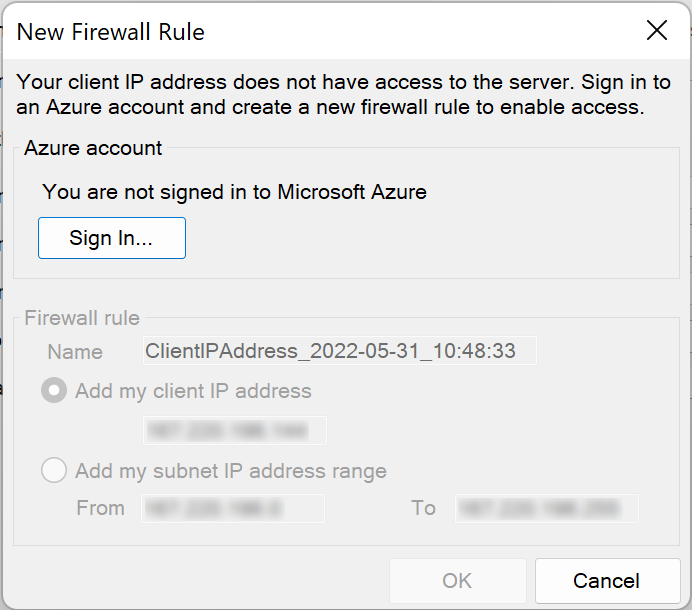 New Firewall Rule
Your client IP address does not have access to the server. Sign in to
an Azure account and create a new firewall rule to enable access.
Azure account
You are not signed in to Microsoft Azure
Sign In...
Firewall rule
Name ClientIPAddress_2022-05-31_10:48:33
Add my client IP address
Add my subnet IP address range
From To
OK Cancel